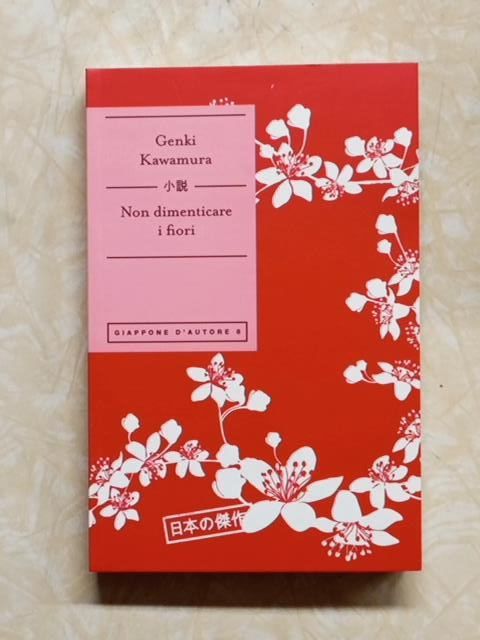 Genki
Kawamura
小説
Non dimenticare
i fiori
GIAPPONE D'AUTORE 8
日本の傑作